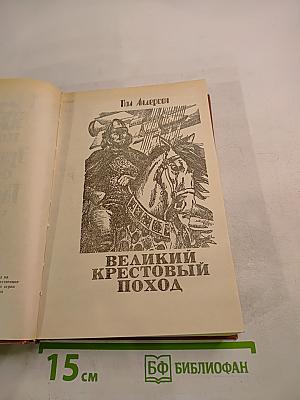 Пол Андерсон
ВЕЛИКИЙ
КРЕСТОВЫЙ
ПОХОД
15 см
БФ БИБЛИОФАН